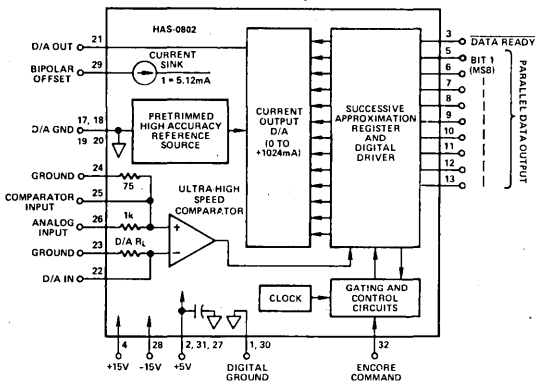 HAS-0802
D/A OUT
21
BIPOLAR
OFFSET
29
CURRENT
SINK
1 = 5.12mA
D/A GND
17, 18
19 20
PRETRIMMED
HIGH ACCURACY
REFERENCE
SOURCE
CURRENT
OUTPUT
D/A
(0 TO
+1024mA)
SUCCESSIVE
APPROXIMATION
REGISTER
AND DIGITAL
DRIVER
3
DATA READY
5
BIT 1
(MSB)
6
7
8
9
10
11
12
13
PARALLEL DATA OUTPUT
GROUND
24
75
COMPARATOR
INPUT
25
ANALOG
INPUT
26
1k
GROUND
23
D/A RL
D/A IN
22
ULTRA-HIGH
SPEED
COMPARATOR
+
−
CLOCK
GATING AND
CONTROL
CIRCUITS
4
+15V
28
-15V
2, 31, 27
+5V
1, 30
DIGITAL
GROUND
32
ENCORE
COMMAND